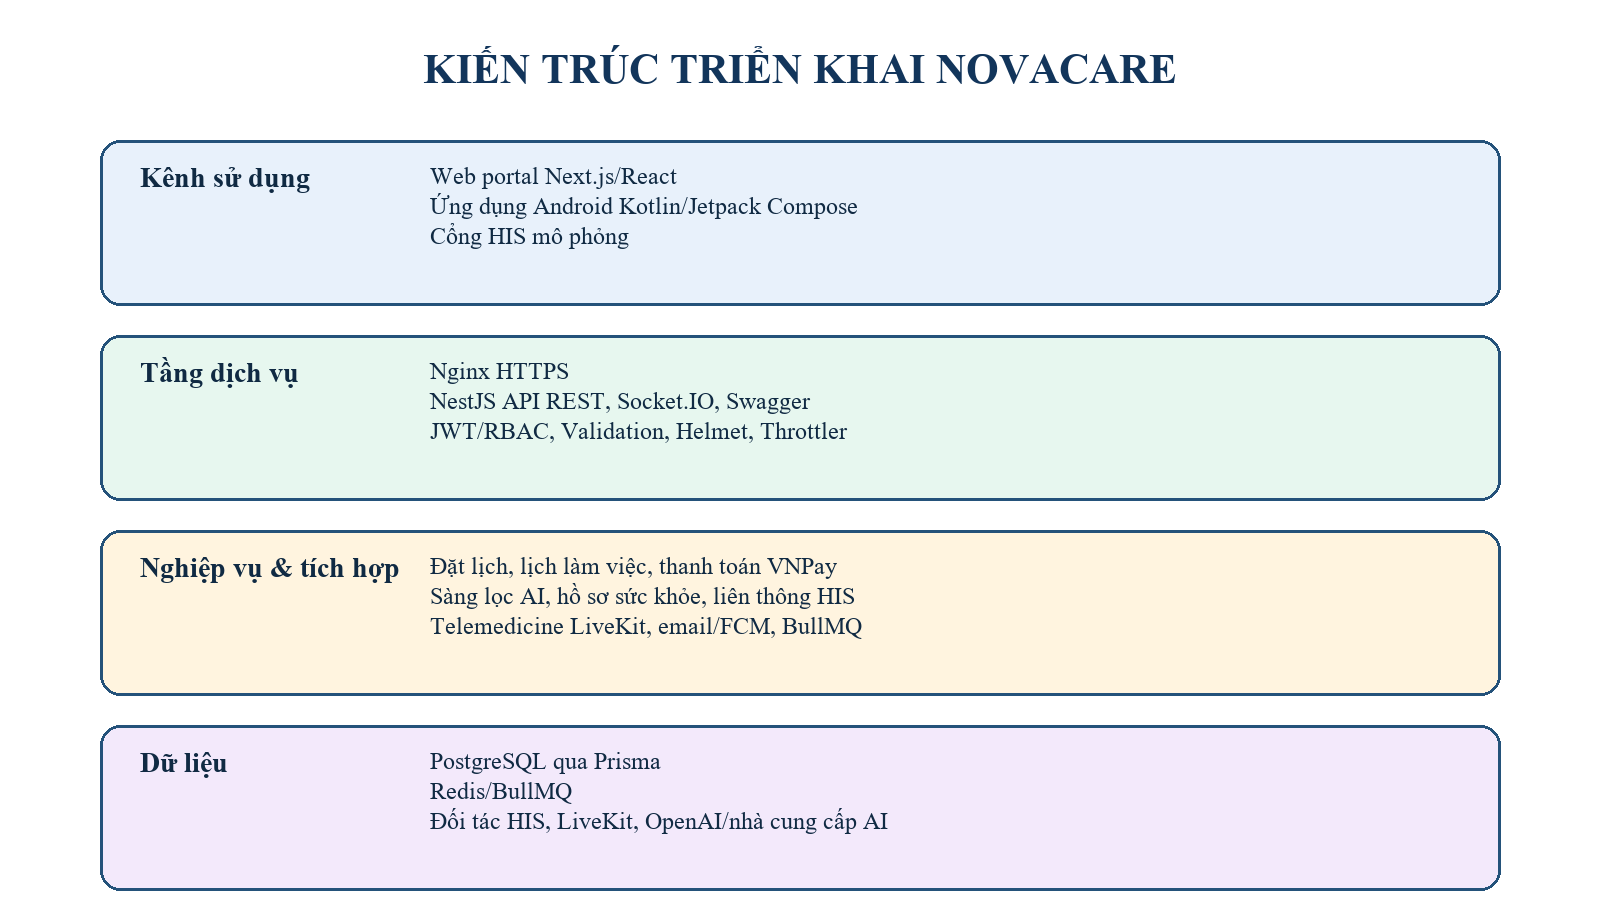 KIẾN TRÚC TRIỂN KHAI NOVACARE
Kênh sử dụng
Web portal Next.js/React
Ứng dụng Android Kotlin/Jetpack Compose
Cổng HIS mô phỏng
Tầng dịch vụ
Nginx HTTPS
NestJS API REST, Socket.IO, Swagger
JWT/RBAC, Validation, Helmet, Throttler
Nghiệp vụ & tích hợp
Đặt lịch, lịch làm việc, thanh toán VNPay
Sàng lọc AI, hồ sơ sức khỏe, liên thông HIS
Telemedicine LiveKit, email/FCM, BullMQ
Dữ liệu
PostgreSQL qua Prisma
Redis/BullMQ
Đối tác HIS, LiveKit, OpenAI/nhà cung cấp AI